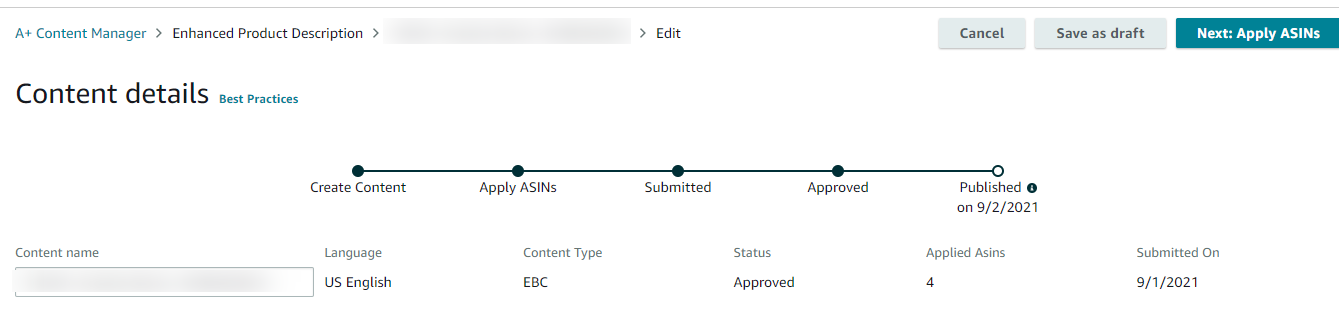 A+ Content Manager > Enhanced Product Description > > Edit
Cancel Save as draft Next: Apply ASINs
Content details Best Practices
Create Content Apply ASINs Submitted Approved Published
on 9/2/2021
Content name Language Content Type Status Applied Asins Submitted On
US English EBC Approved 4 9/1/2021